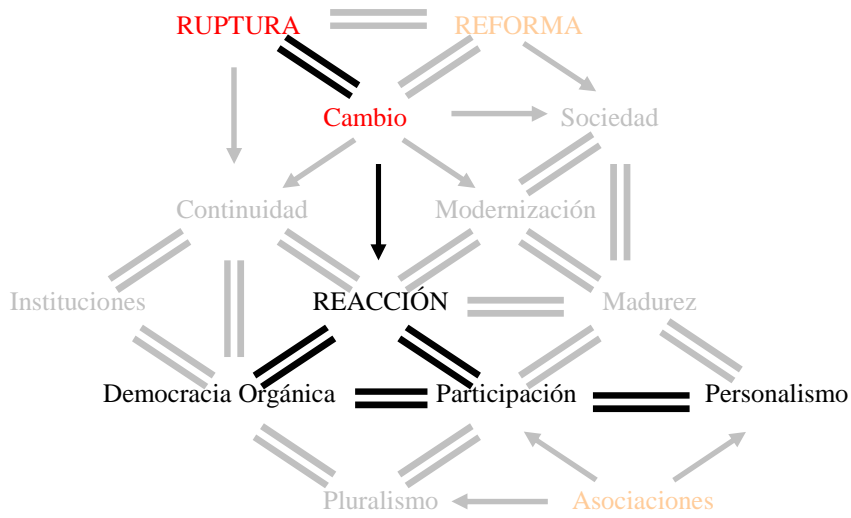 RUPTURA REFORMA
Cambio Sociedad
Continuidad Modernización
Instituciones REACCIÓN Madurez
Democracia Orgánica Participación Personalismo
Pluralismo Asociaciones